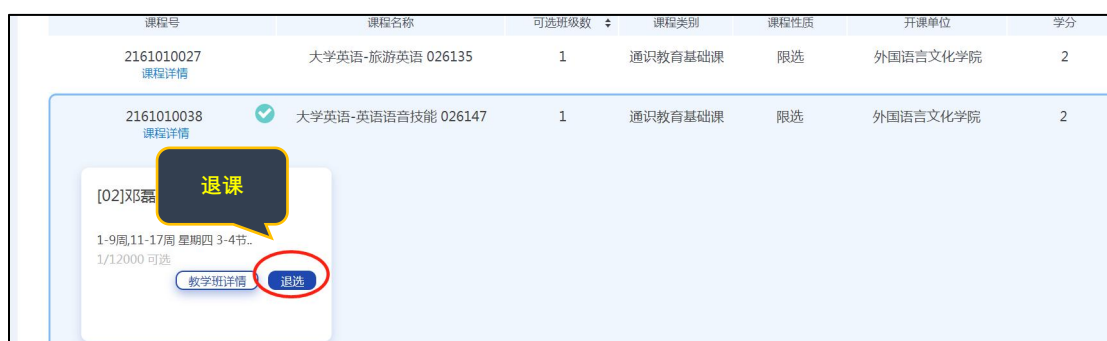 课程号 课程名称 可选班级数 课程类别 课程性质 开课单位 学分
2161010027 大学英语-旅游英语 026135 1 通识教育基础课 限选 外国语言文化学院 2
课程详情
2161010038 大学英语-英语语音技能 026147 1 通识教育基础课 限选 外国语言文化学院 2
课程详情
退课
[02]邓磊
1-9周,11-17周 星期四 3-4节..
1/12000 可选
教学班详情 退选